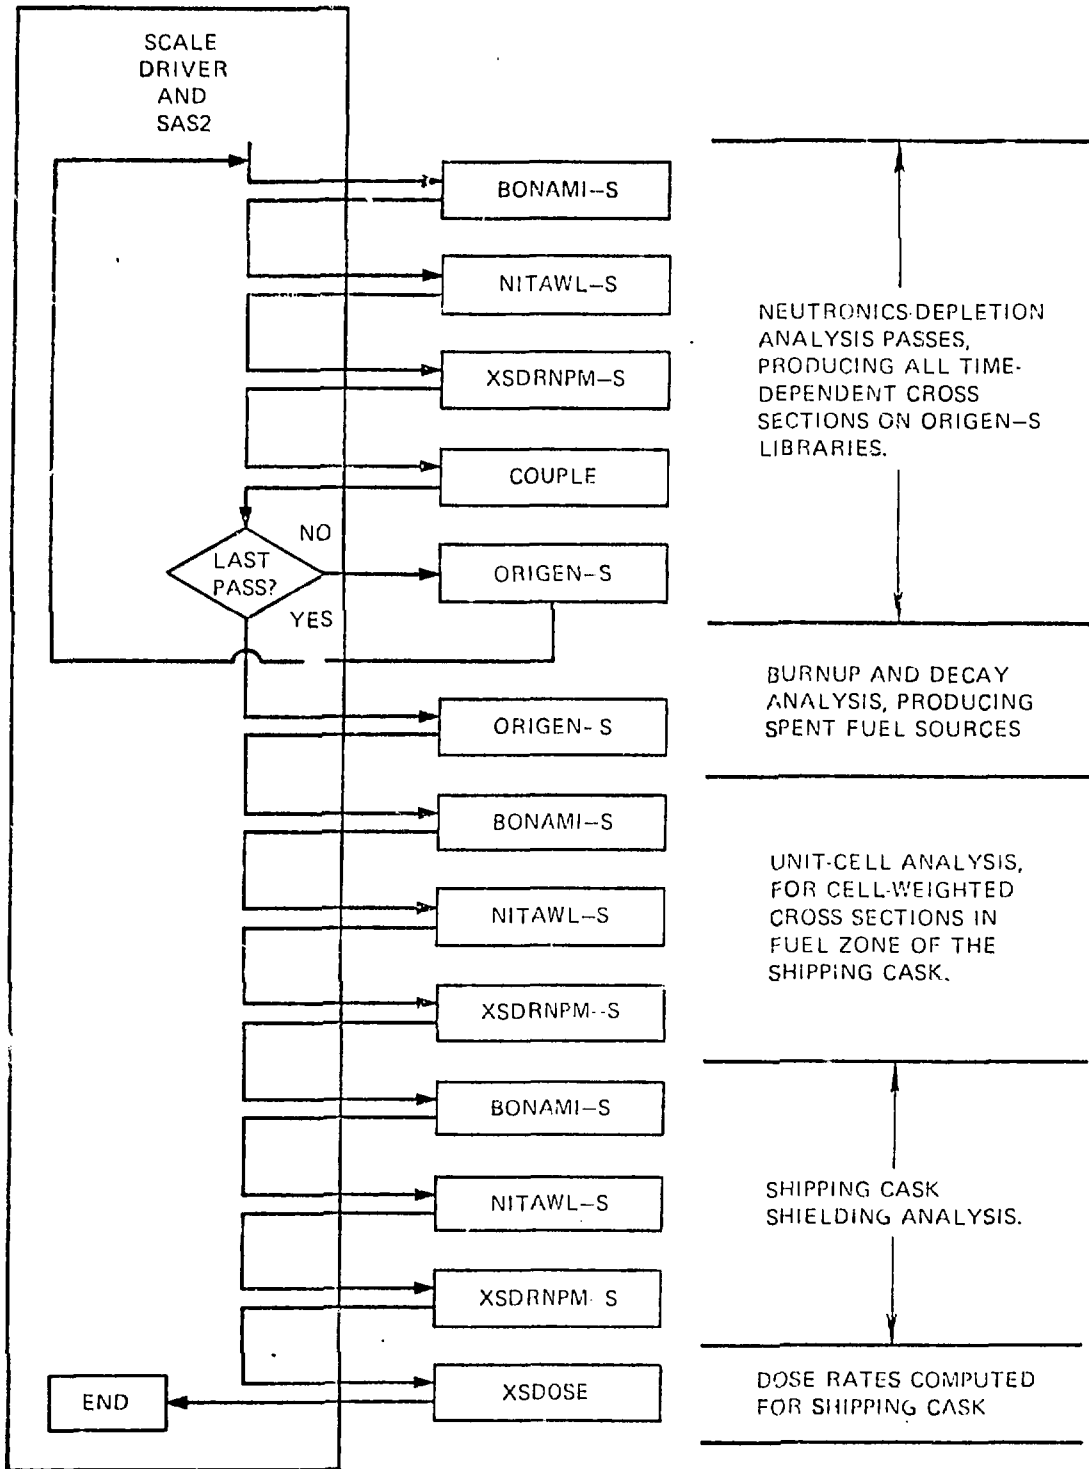 SCALE
DRIVER
AND
SAS2
BONAMI–S
NITAWL–S
XSDRNPM–S
COUPLE
NO
LAST
PASS?
YES
ORIGEN–S
NEUTRONICS-DEPLETION
ANALYSIS PASSES,
PRODUCING ALL TIME-
DEPENDENT CROSS
SECTIONS ON ORIGEN–S
LIBRARIES.
ORIGEN-S
BURNUP AND DECAY
ANALYSIS, PRODUCING
SPENT FUEL SOURCES
BONAMI–S
NITAWL–S
XSDRNPM--S
UNIT-CELL ANALYSIS,
FOR CELL-WEIGHTED
CROSS SECTIONS IN
FUEL ZONE OF THE
SHIPPING CASK.
BONAMI–S
NITAWL–S
XSDRNPM-S
SHIPPING CASK
SHIELDING ANALYSIS.
XSDOSE
END
DOSE RATES COMPUTED
FOR SHIPPING CASK